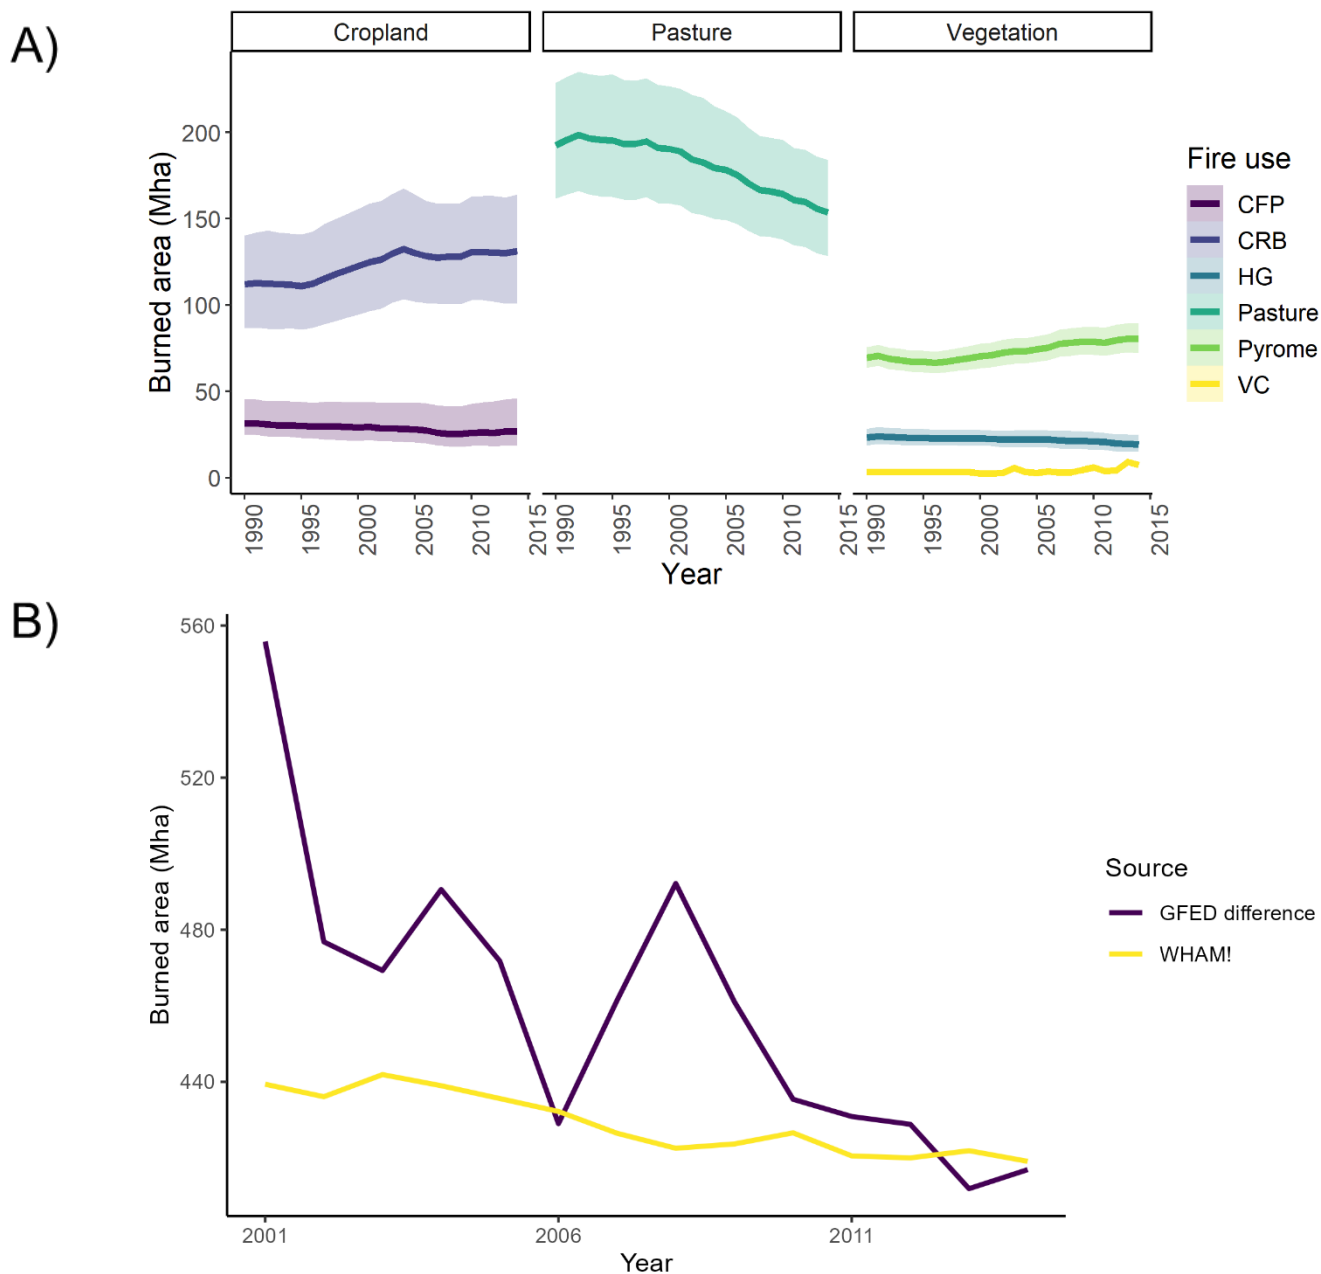 A)
Cropland
Pasture
Vegetation
Burned area (Mha)
200
150
100
50
0
1990
1995
2000
2005
2010
2015
1990
1995
2000
2005
2010
2015
1990
1995
2000
2005
2010
2015
Year
Fire use
CFP
CRB
HG
Pasture
Pyrome
VC
B)
Burned area (Mha)
560
520
480
440
2001
2006
2011
Year
Source
GFED difference
WHAM!